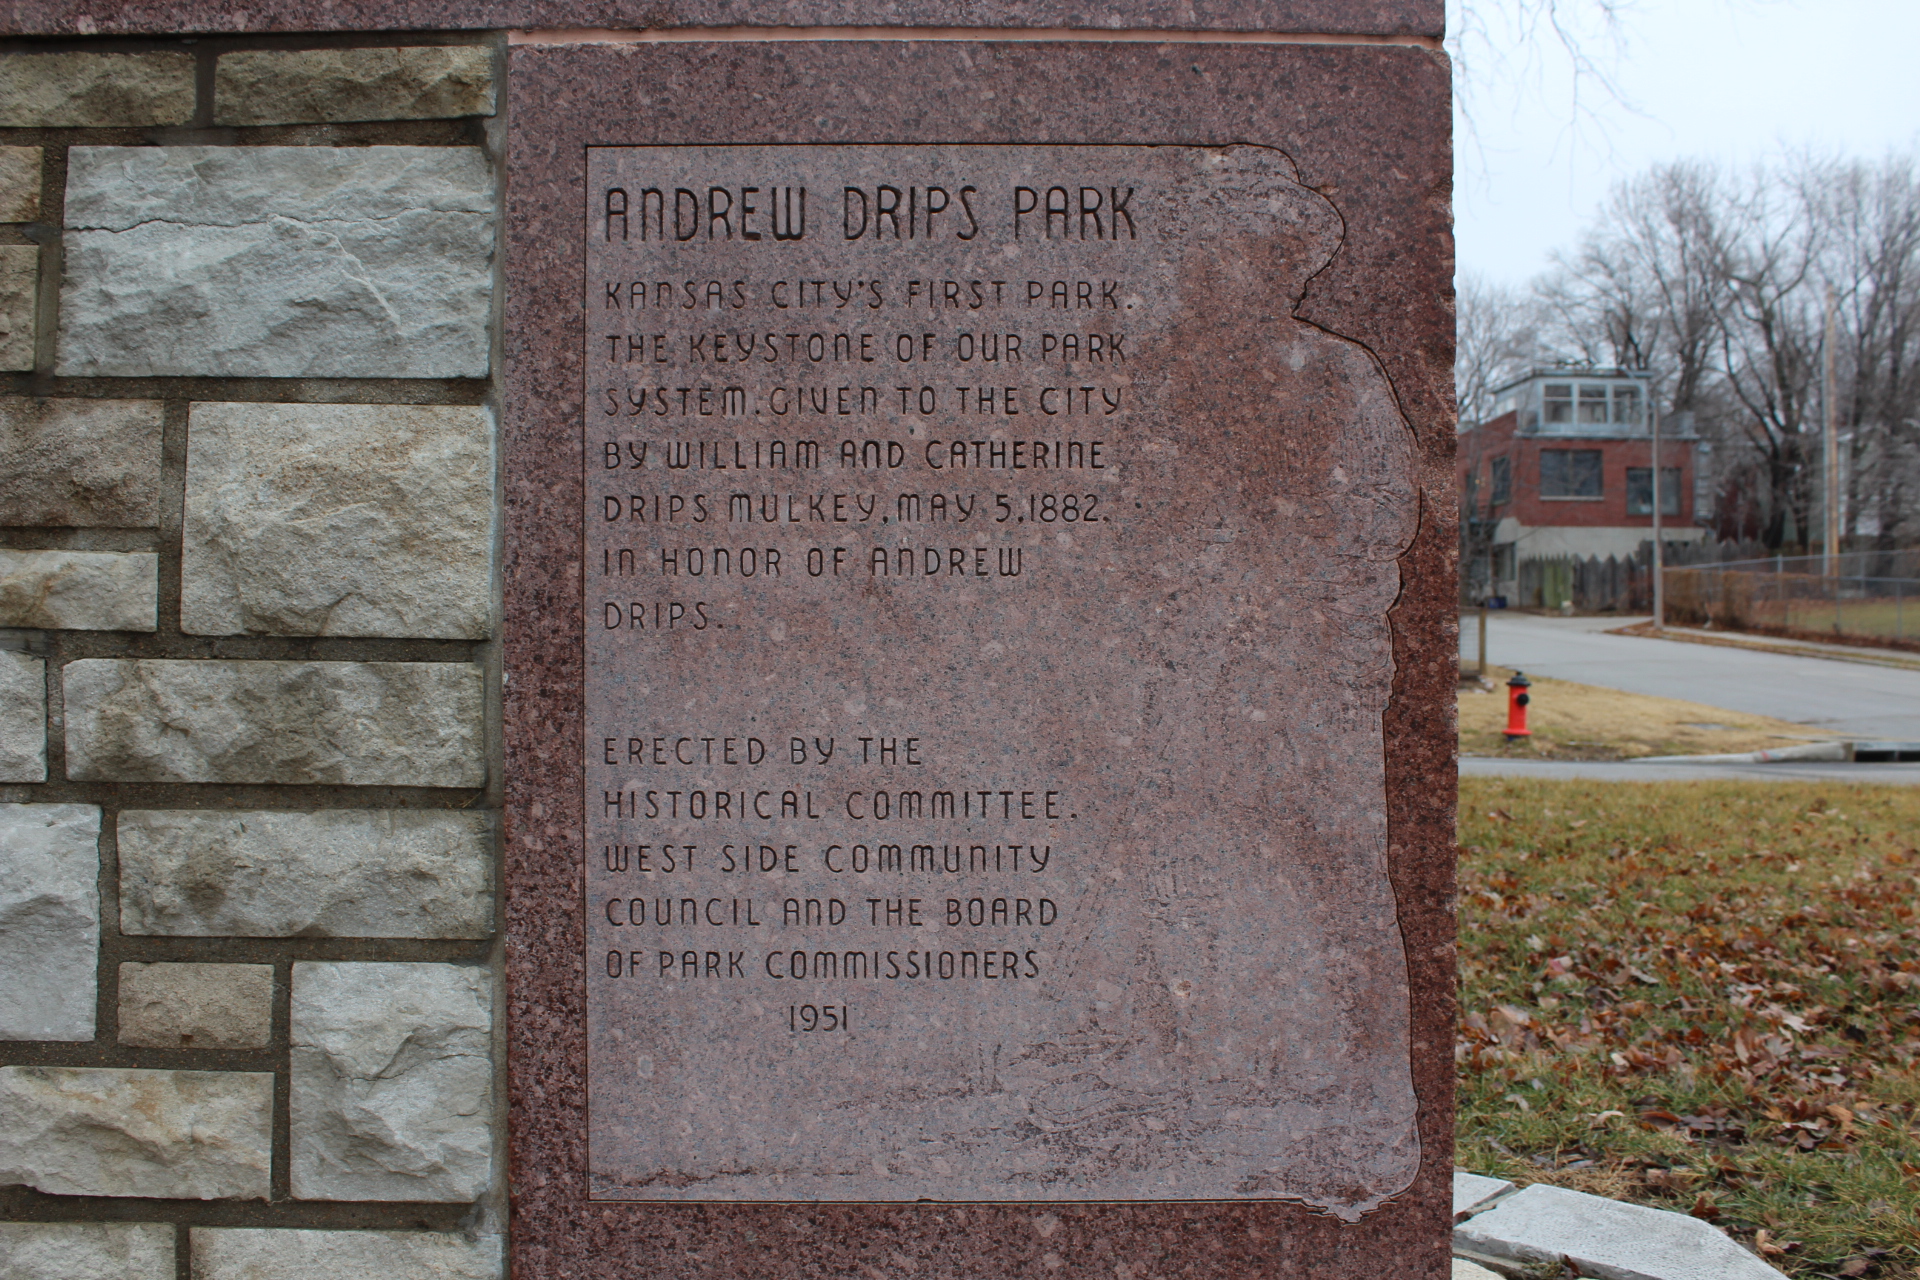 ANDREW DRIPS PARK
KANSAS CITY'S FIRST PARK.
THE KEYSTONE OF OUR PARK
SYSTEM. GIVEN TO THE CITY
BY WILLIAM AND CATHERINE
DRIPS MULKEY, MAY 5, 1882.
IN HONOR OF ANDREW
DRIPS.
ERECTED BY THE
HISTORICAL COMMITTEE.
WEST SIDE COMMUNITY
COUNCIL AND THE BOARD
OF PARK COMMISSIONERS
1951